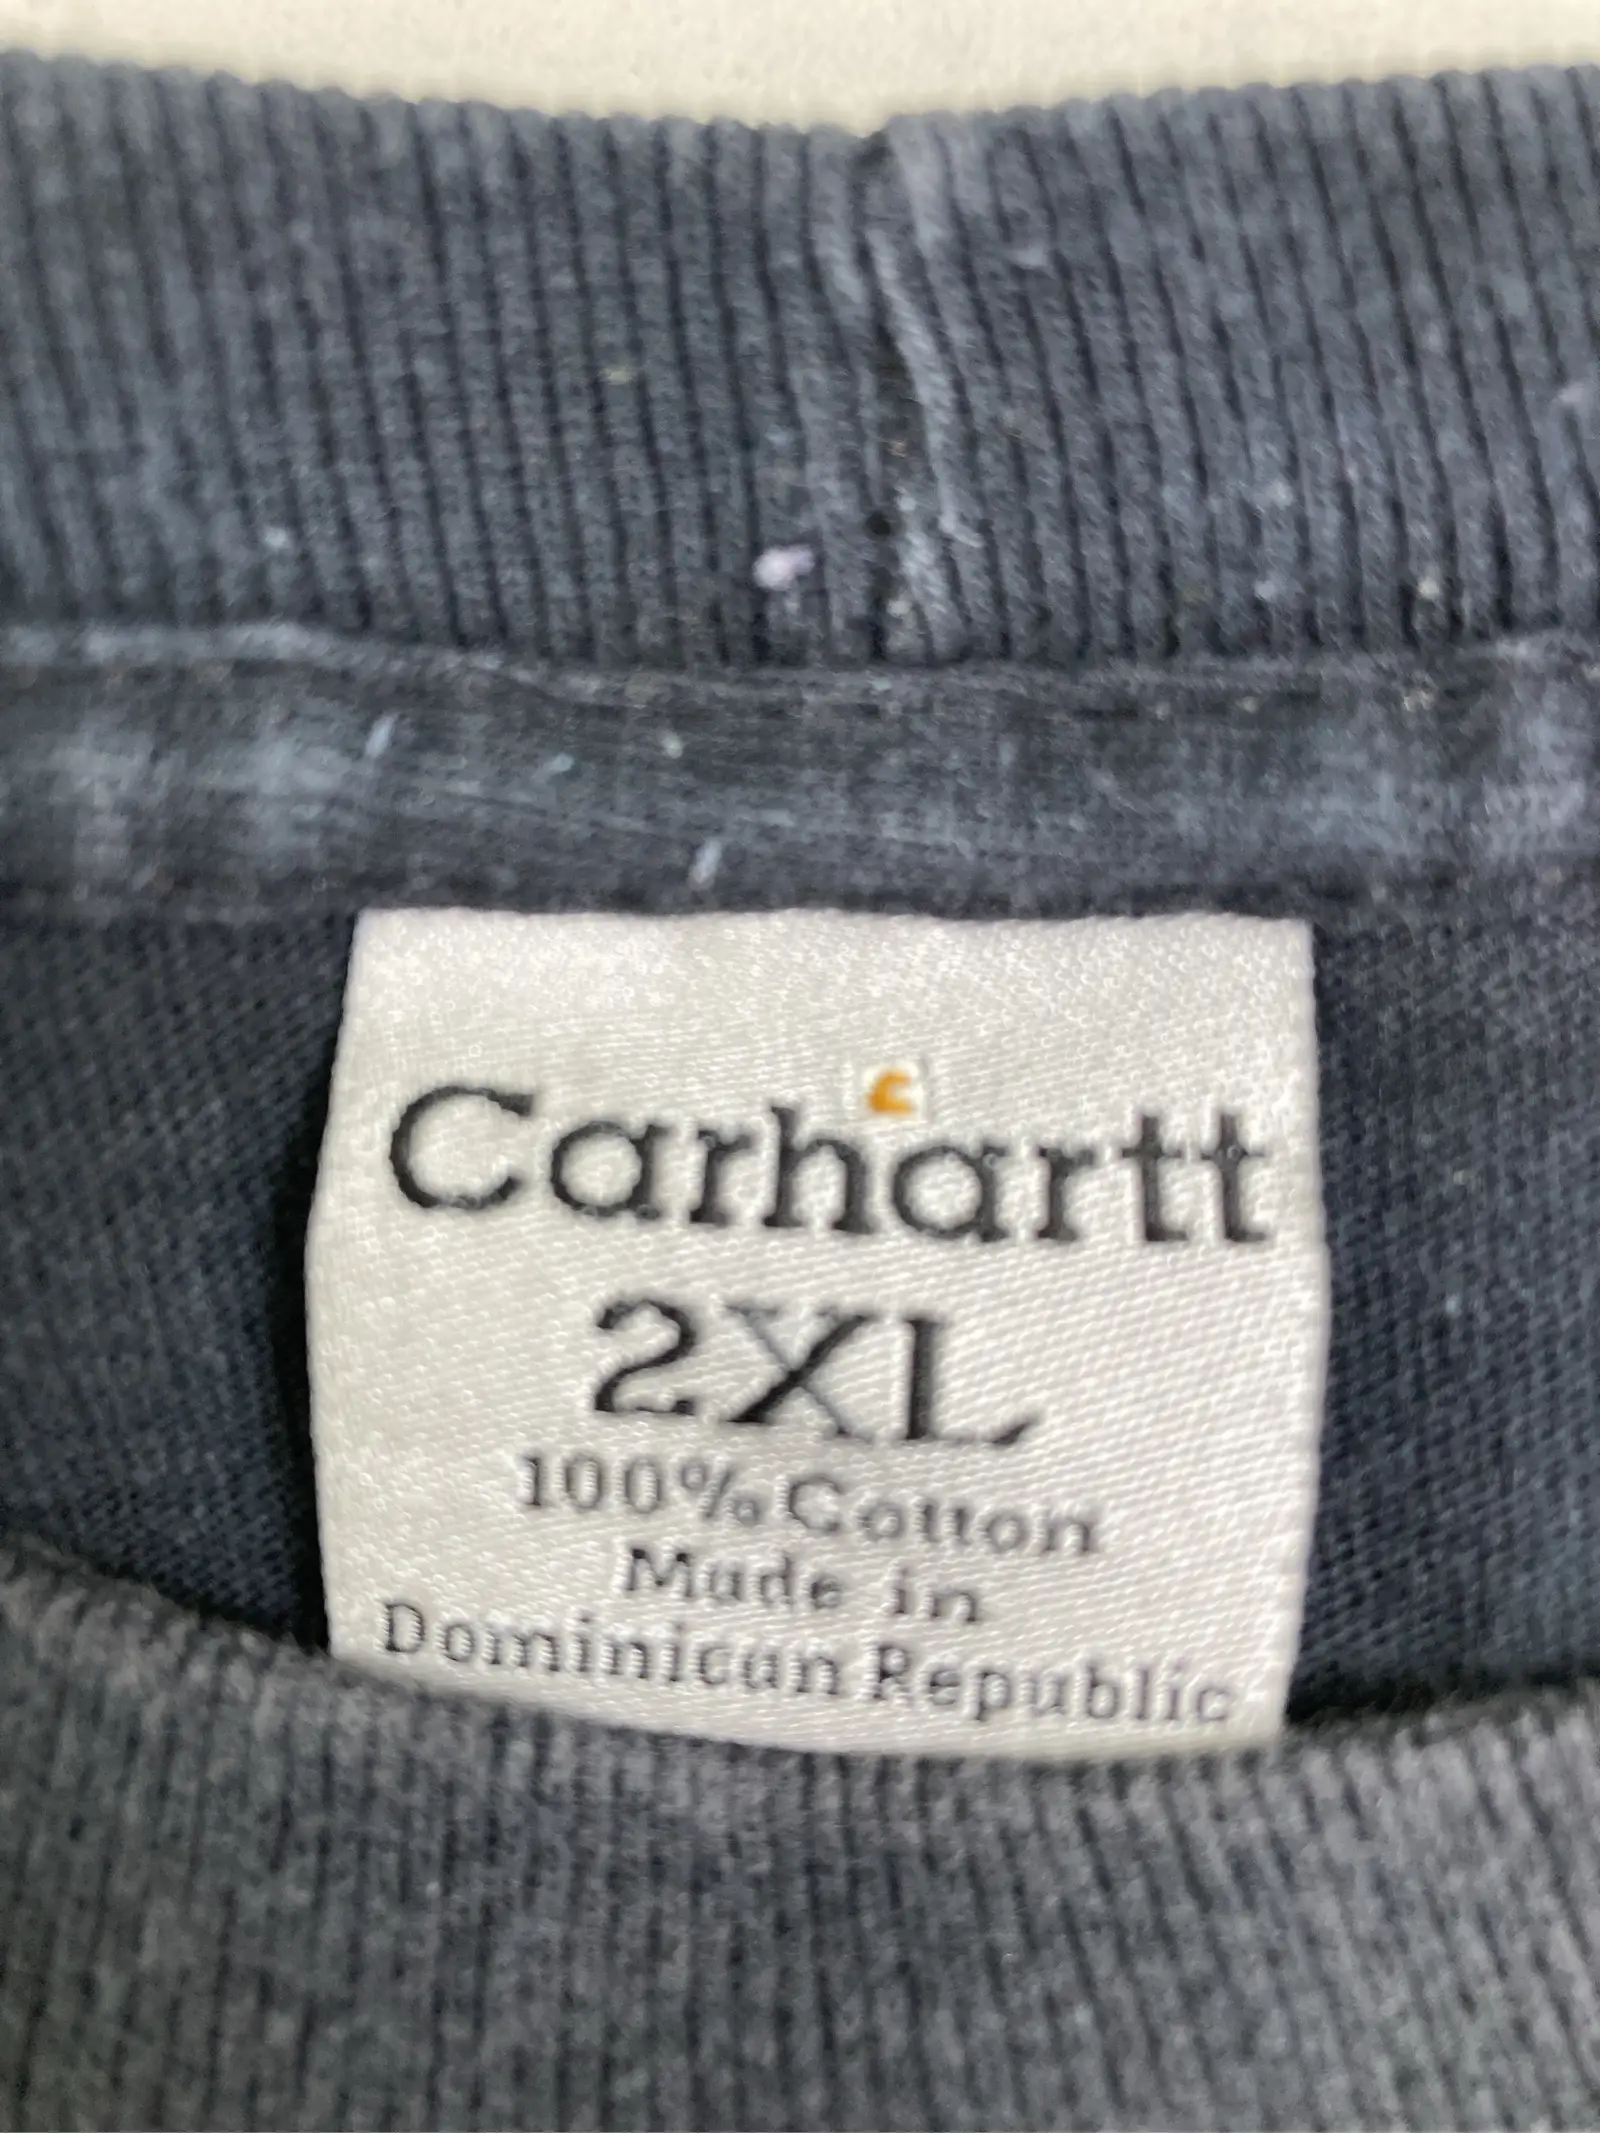 Carhartt
2XL
100% Cotton
Made in
Dominican Republic